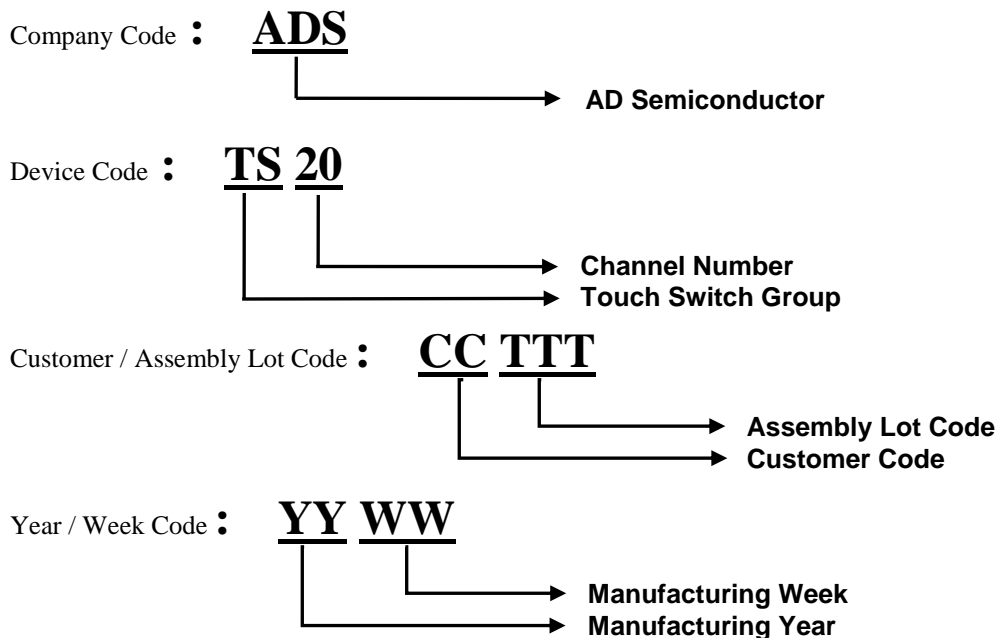 Company Code : ADS
AD Semiconductor
Device Code : TS 20
Channel Number
Touch Switch Group
Customer / Assembly Lot Code : CC TTT
Assembly Lot Code
Customer Code
Year / Week Code : YY WW
Manufacturing Week
Manufacturing Year